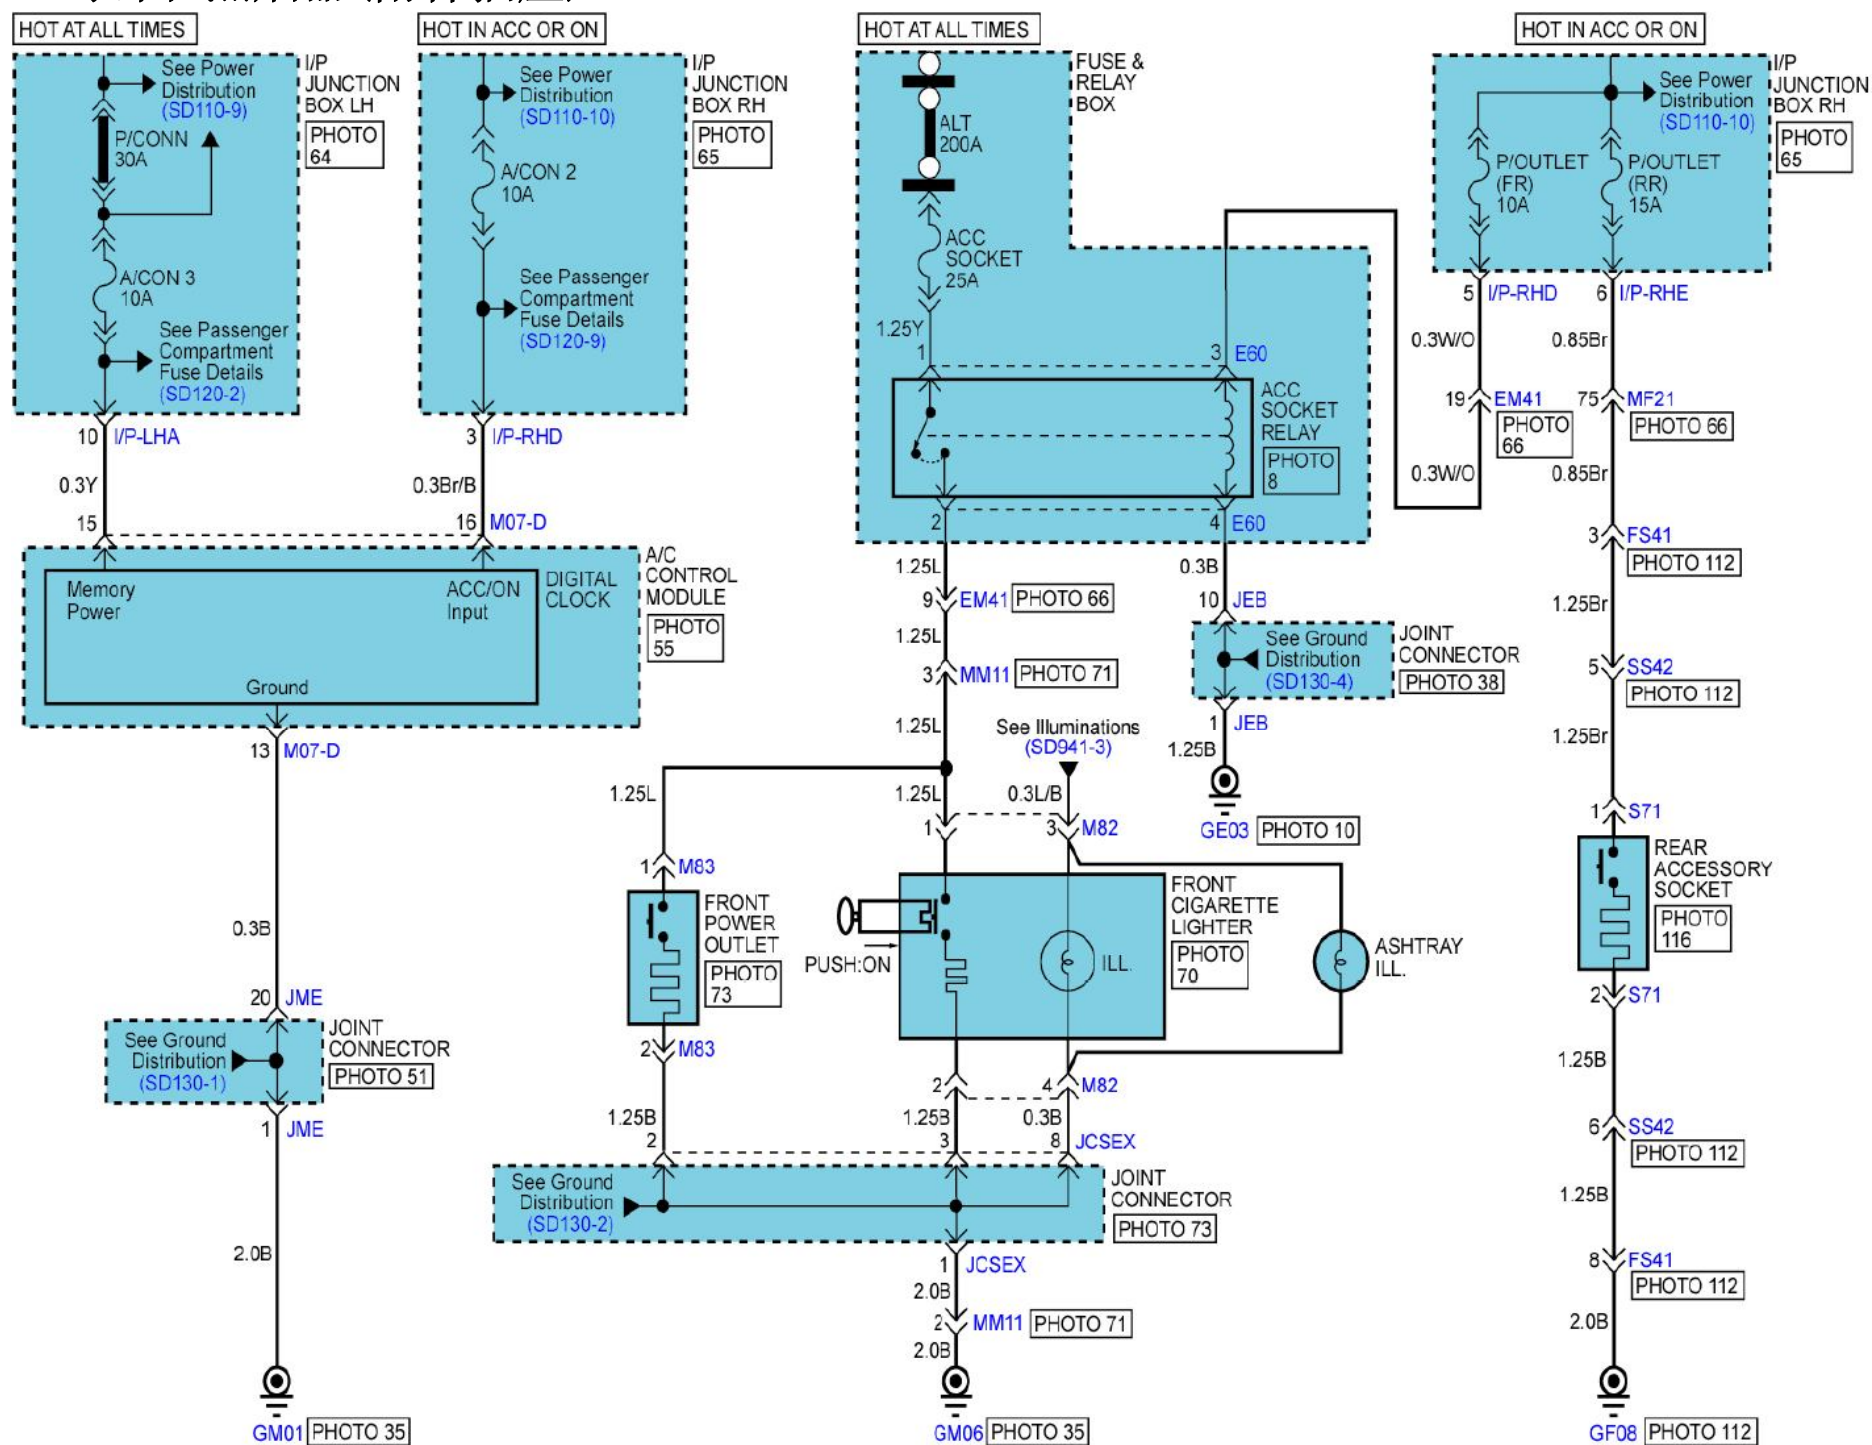 HOT AT ALL TIMES
See Power
Distribution
(SD110-9)
P/CONN
30A
A/CON 3
10A
See Passenger
Compartment
Fuse Details
(SD120-2)
I/P
JUNCTION
BOX LH
PHOTO
64
10 I/P-LHA
0.3Y
15
HOT IN ACC OR ON
See Power
Distribution
(SD110-10)
A/CON 2
10A
See Passenger
Compartment
Fuse Details
(SD120-9)
I/P
JUNCTION
BOX RH
PHOTO
65
3 I/P-RHD
0.3Br/B
16 M07-D
Memory
Power
ACC/ON
Input
Ground
DIGITAL
CLOCK
A/C
CONTROL
MODULE
PHOTO
55
13 M07-D
0.3B
20 JME
See Ground
Distribution
(SD130-1)
JOINT
CONNECTOR
PHOTO 51
1 JME
2.0B
GM01 PHOTO 35
HOT AT ALL TIMES
FUSE &
RELAY
BOX
ALT
200A
ACC
SOCKET
25A
1.25Y
1
3 E60
ACC
SOCKET
RELAY
PHOTO
8
2
4 E60
1.25L
9 EM41 PHOTO 66
1.25L
3 MM11 PHOTO 71
1.25L
0.3B
10 JEB
See Ground
Distribution
(SD130-4)
JOINT
CONNECTOR
PHOTO 38
1 JEB
1.25B
GE03 PHOTO 10
See Illuminations
(SD941-3)
1.25L
1.25L
0.3L/B
1
3 M82
1 M83
FRONT
POWER
OUTLET
PHOTO
73
2 M83
PUSH:ON
ILL.
FRONT
CIGARETTE
LIGHTER
PHOTO
70
ASHTRAY
ILL.
2
4 M82
1.25B
1.25B
0.3B
2
3
8 JCSEX
See Ground
Distribution
(SD130-2)
JOINT
CONNECTOR
PHOTO 73
1 JCSEX
2.0B
2 MM11 PHOTO 71
2.0B
GM06 PHOTO 35
HOT IN ACC OR ON
See Power
Distribution
(SD110-10)
P/OUTLET
(FR)
10A
P/OUTLET
(RR)
15A
I/P
JUNCTION
BOX RH
PHOTO
65
5 I/P-RHD
6 I/P-RHE
0.3W/O
0.85Br
19 EM41
PHOTO
66
75 MF21
PHOTO 66
0.3W/O
0.85Br
3 FS41
PHOTO 112
1.25Br
5 SS42
PHOTO 112
1.25Br
1 S71
REAR
ACCESSORY
SOCKET
PHOTO
116
2 S71
1.25B
6 SS42
PHOTO 112
1.25B
8 FS41
PHOTO 112
2.0B
GF08 PHOTO 112